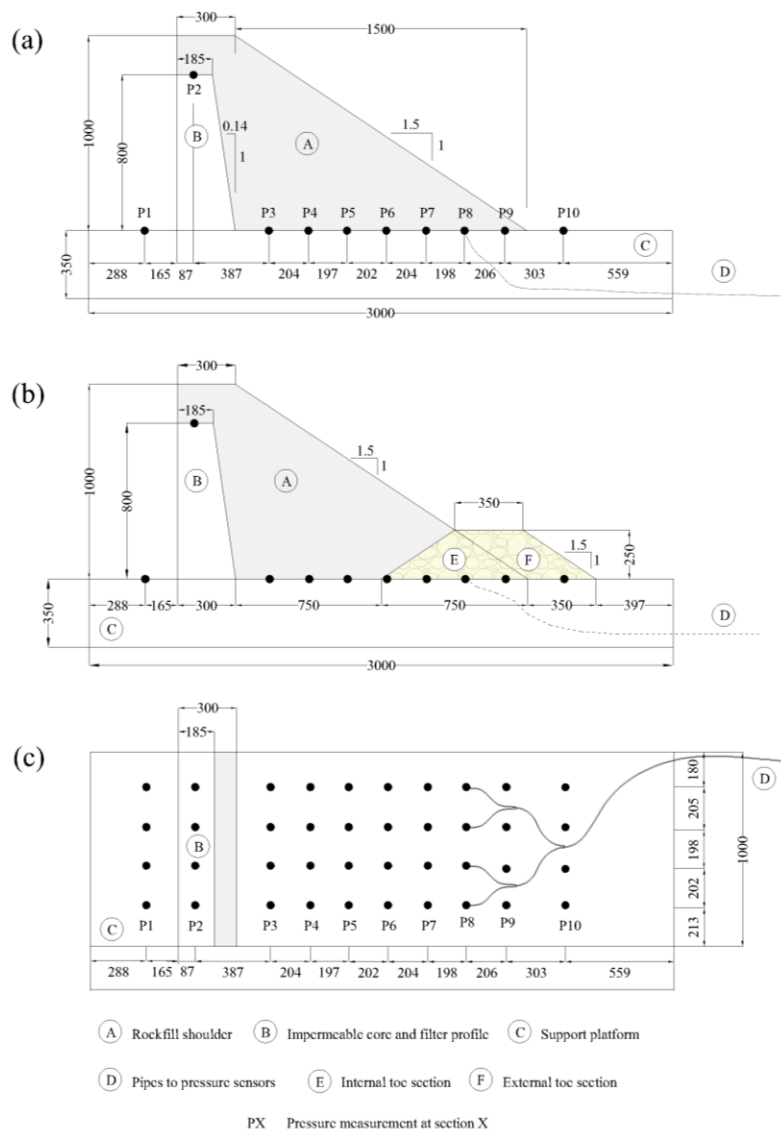 (a)
300
1500
185
P2
0.14
1
1.5
1
B
A
1000
800
P1
P3 P4 P5 P6 P7 P8 P9 P10
C
D
350
288 165 87 387 204 197 202 204 198 206 303 559
3000
(b)
300
185
1.5
1
350
B
A
1000
800
E
F
1.5
1
250
350
288 165 300 750 750 350 397
C
D
3000
(c)
300
185
180
D
205
B
198
1000
202
C
P1 P2 P3 P4 P5 P6 P7 P8 P9 P10
213
288 165 87 387 204 197 202 204 198 206 303 559
A Rockfill shoulder B Impermeable core and filter profile C Support platform
D Pipes to pressure sensors E Internal toe section F External toe section
PX Pressure measurement at section X